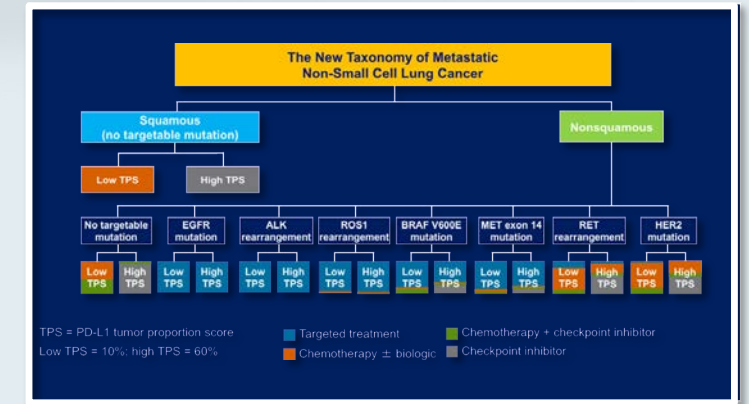 The New Taxonomy of Metastatic
Non-Small Cell Lung Cancer
Squamous
(no targetable mutation)
Nonsquamous
Low TPS
High TPS
No targetable
mutation
EGFR
mutation
ALK
rearrangement
ROS1
rearrangement
BRAF V600E
mutation
MET exon 14
mutation
RET
rearrangement
HER2
mutation
Low
TPS
High
TPS
Low
TPS
High
TPS
Low
TPS
High
TPS
Low
TPS
High
TPS
Low
TPS
High
TPS
Low
TPS
High
TPS
Low
TPS
High
TPS
Low
TPS
High
TPS
TPS = PD-L1 tumor proportion score
Low TPS = 10%: high TPS = 60%
Targeted treatment
Chemotherapy ± biologic
Chemotherapy + checkpoint inhibitor
Checkpoint inhibitor